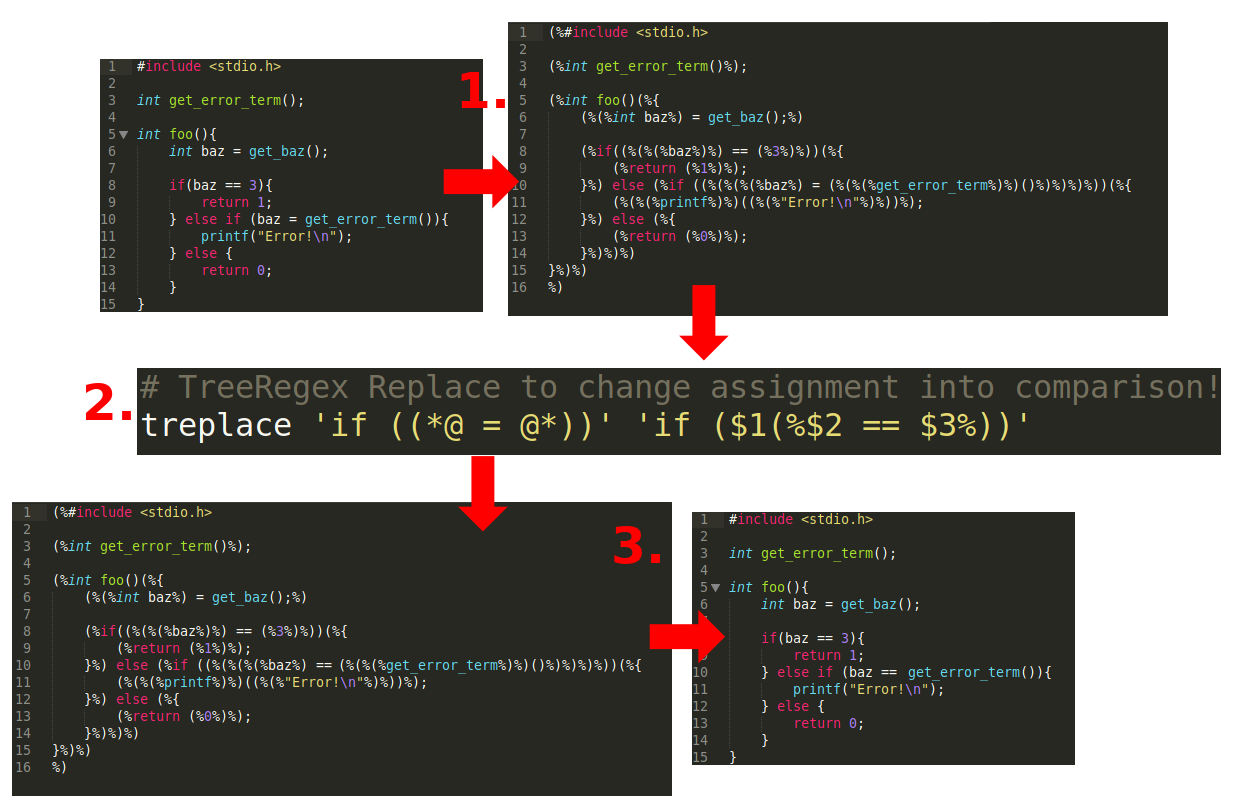 1 #include <stdio.h>
2
3 int get_error_term();
4
5 int foo(){
6     int baz = get_baz();
7
8     if(baz == 3){
9         return 1;
10     } else if (baz = get_error_term()){
11         printf("Error!\n");
12     } else {
13         return 0;
14     }
15 }
1.
1 (%#include <stdio.h>
2
3 (%int get_error_term()%);
4
5 (%int foo()(%{
6     (%(%int baz%) = get_baz();%)
7
8     (%if((%(%(%baz%)%) == (%3%)%))(%{
9         (%return (%1%)%);
10     }%) else (%if ((%(%(%(%baz%) = (%(%(%get_error_term%)%)()%)%)%)%))(%{
11         (%(%(%printf%)%)((%(%"Error!\n"%)%))%);
12     }%) else (%{
13         (%return (%0%)%);
14     }%)%)%)
15 }%)%)
16 %)
2.
# TreeRegex Replace to change assignment into comparison!
treplace 'if ((*@ = @*))' 'if ($1(%$2 == $3%))'
1 (%#include <stdio.h>
2
3 (%int get_error_term()%);
4
5 (%int foo()(%{
6     (%(%int baz%) = get_baz();%)
7
8     (%if((%(%(%baz%)%) == (%3%)%))(%{
9         (%return (%1%)%);
10     }%) else (%if ((%(%(%(%baz%) == (%(%(%get_error_term%)%)()%)%)%)%))(%{
11         (%(%(%printf%)%)((%(%"Error!\n"%)%))%);
12     }%) else (%{
13         (%return (%0%)%);
14     }%)%)%)
15 }%)%)
16 %)
3.
1 #include <stdio.h>
2
3 int get_error_term();
4
5 int foo(){
6     int baz = get_baz();

    if(baz == 3){
9         return 1;
10     } else if (baz == get_error_term()){
11         printf("Error!\n");
12     } else {
13         return 0;
14     }
15 }